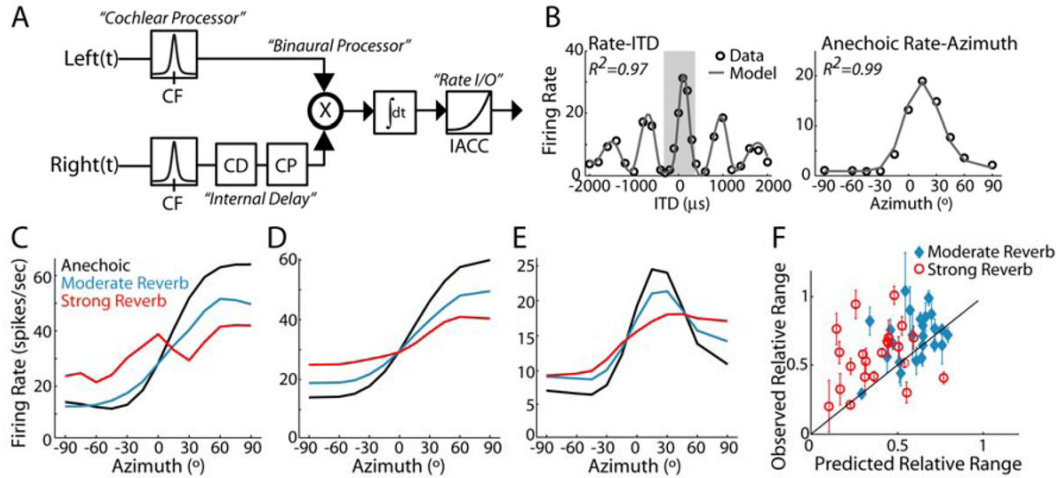 A
"Cochlear Processor"
Left(t)
CF
"Binaural Processor"
X
∫dt
"Rate I/O"
IACC
Right(t)
CF
CD
CP
"Internal Delay"
B
Rate-ITD
R²=0.97
Data
Model
Firing Rate
40
20
0
-2000 -1000 0 1000 2000
ITD (µs)
Anechoic Rate-Azimuth
R²=0.99
30
20
10
0
-90 -60 -30 0 30 60 90
Azimuth (º)
C
Anechoic
Moderate Reverb
Strong Reverb
Firing Rate (spikes/sec)
60
40
20
0
-90 -60 -30 0 30 60 90
Azimuth (º)
D
60
40
20
0
-90 -60 -30 0 30 60 90
Azimuth (º)
E
25
20
15
10
5
0
-90 -60 -30 0 30 60 90
Azimuth (º)
F
Moderate Reverb
Strong Reverb
Observed Relative Range
1
0.5
0
0 0.5 1
Predicted Relative Range